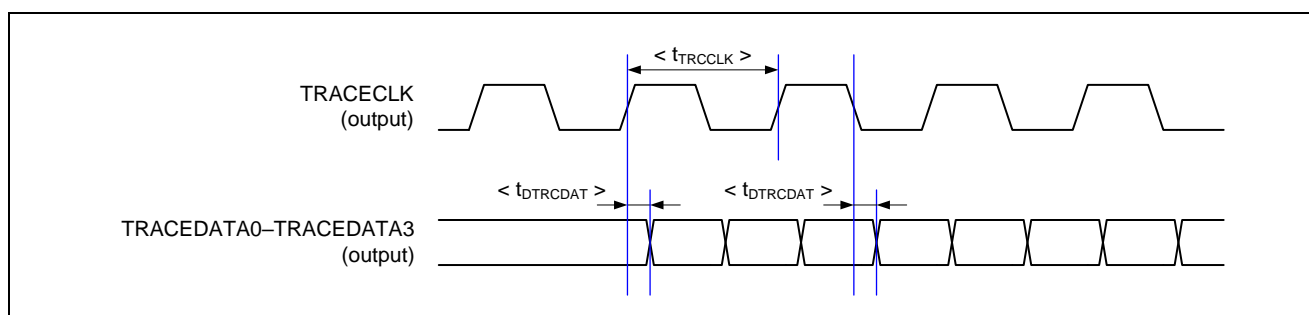 < tTRCCLK >
TRACECLK
(output)
< tDTRCDAT > < tDTRCDAT >
TRACEDATA0–TRACEDATA3
(output)